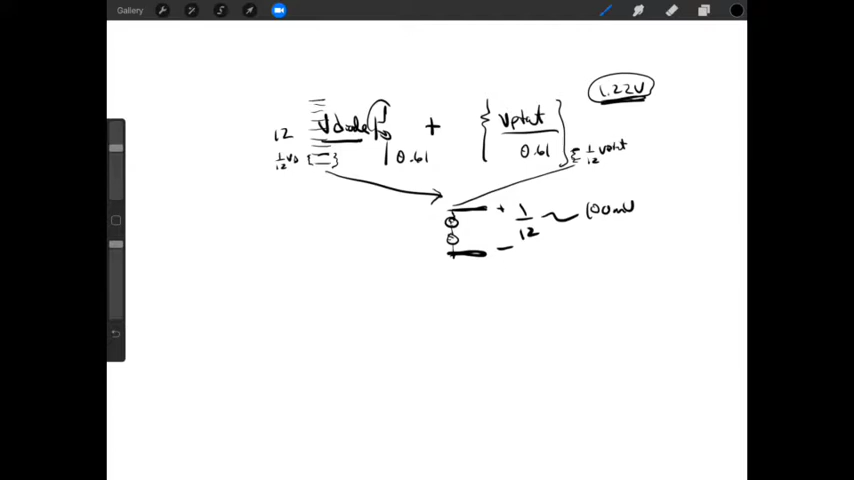 Gallery
1.22V
12 Vdiode + { Vptat }
0.61 0.61
1/12 VD { } 1/12 Vptat
+ 1/12 ~ 100mV
-